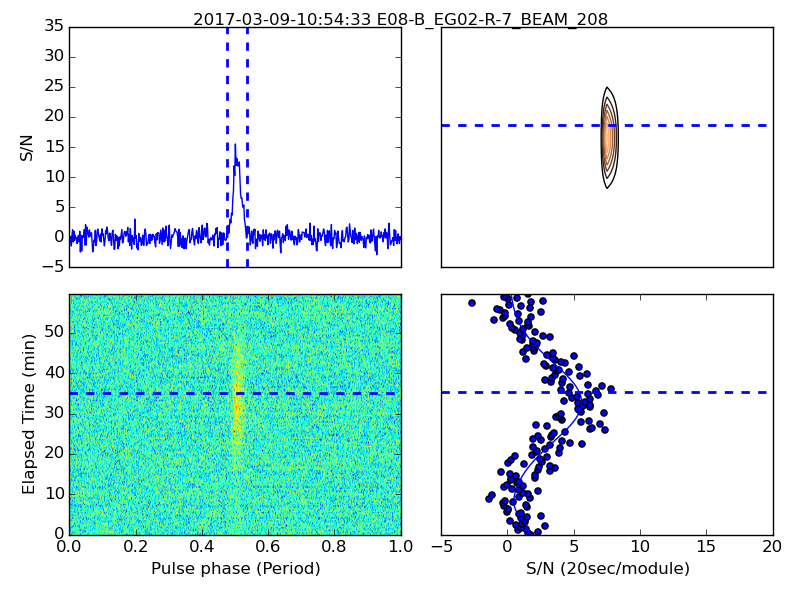 2017-03-09-10:54:33 E08-B_EG02-R-7_BEAM_208
35
30
25
20
15
10
5
0
−5
S/N
50
40
30
20
10
0
Elapsed Time (min)
0.0 0.2 0.4 0.6 0.8 1.0
Pulse phase (Period)
−5 0 5 10 15 20
S/N (20sec/module)